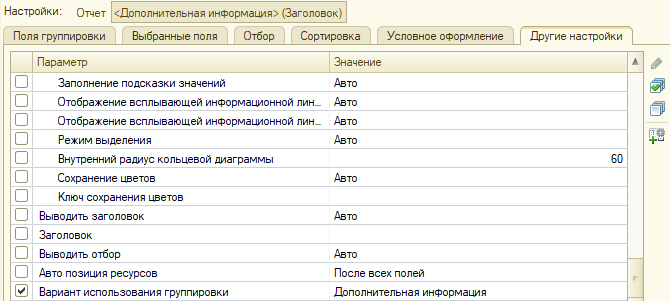 Настройки: Отчет <Дополнительная информация> (Заголовок)
Поля группировки Выбранные поля Отбор Сортировка Условное оформление Другие настройки
Параметр Значение
Заполнение подсказки значений Авто
Отображение всплывающей информационной лин... Авто
Отображение всплывающей информационной лин... Авто
Режим выделения Авто
Внутренний радиус кольцевой диаграммы 60
Сохранение цветов Авто
Ключ сохранения цветов
Выводить заголовок Авто
Заголовок
Выводить отбор Авто
Авто позиция ресурсов После всех полей
Вариант использования группировки Дополнительная информация